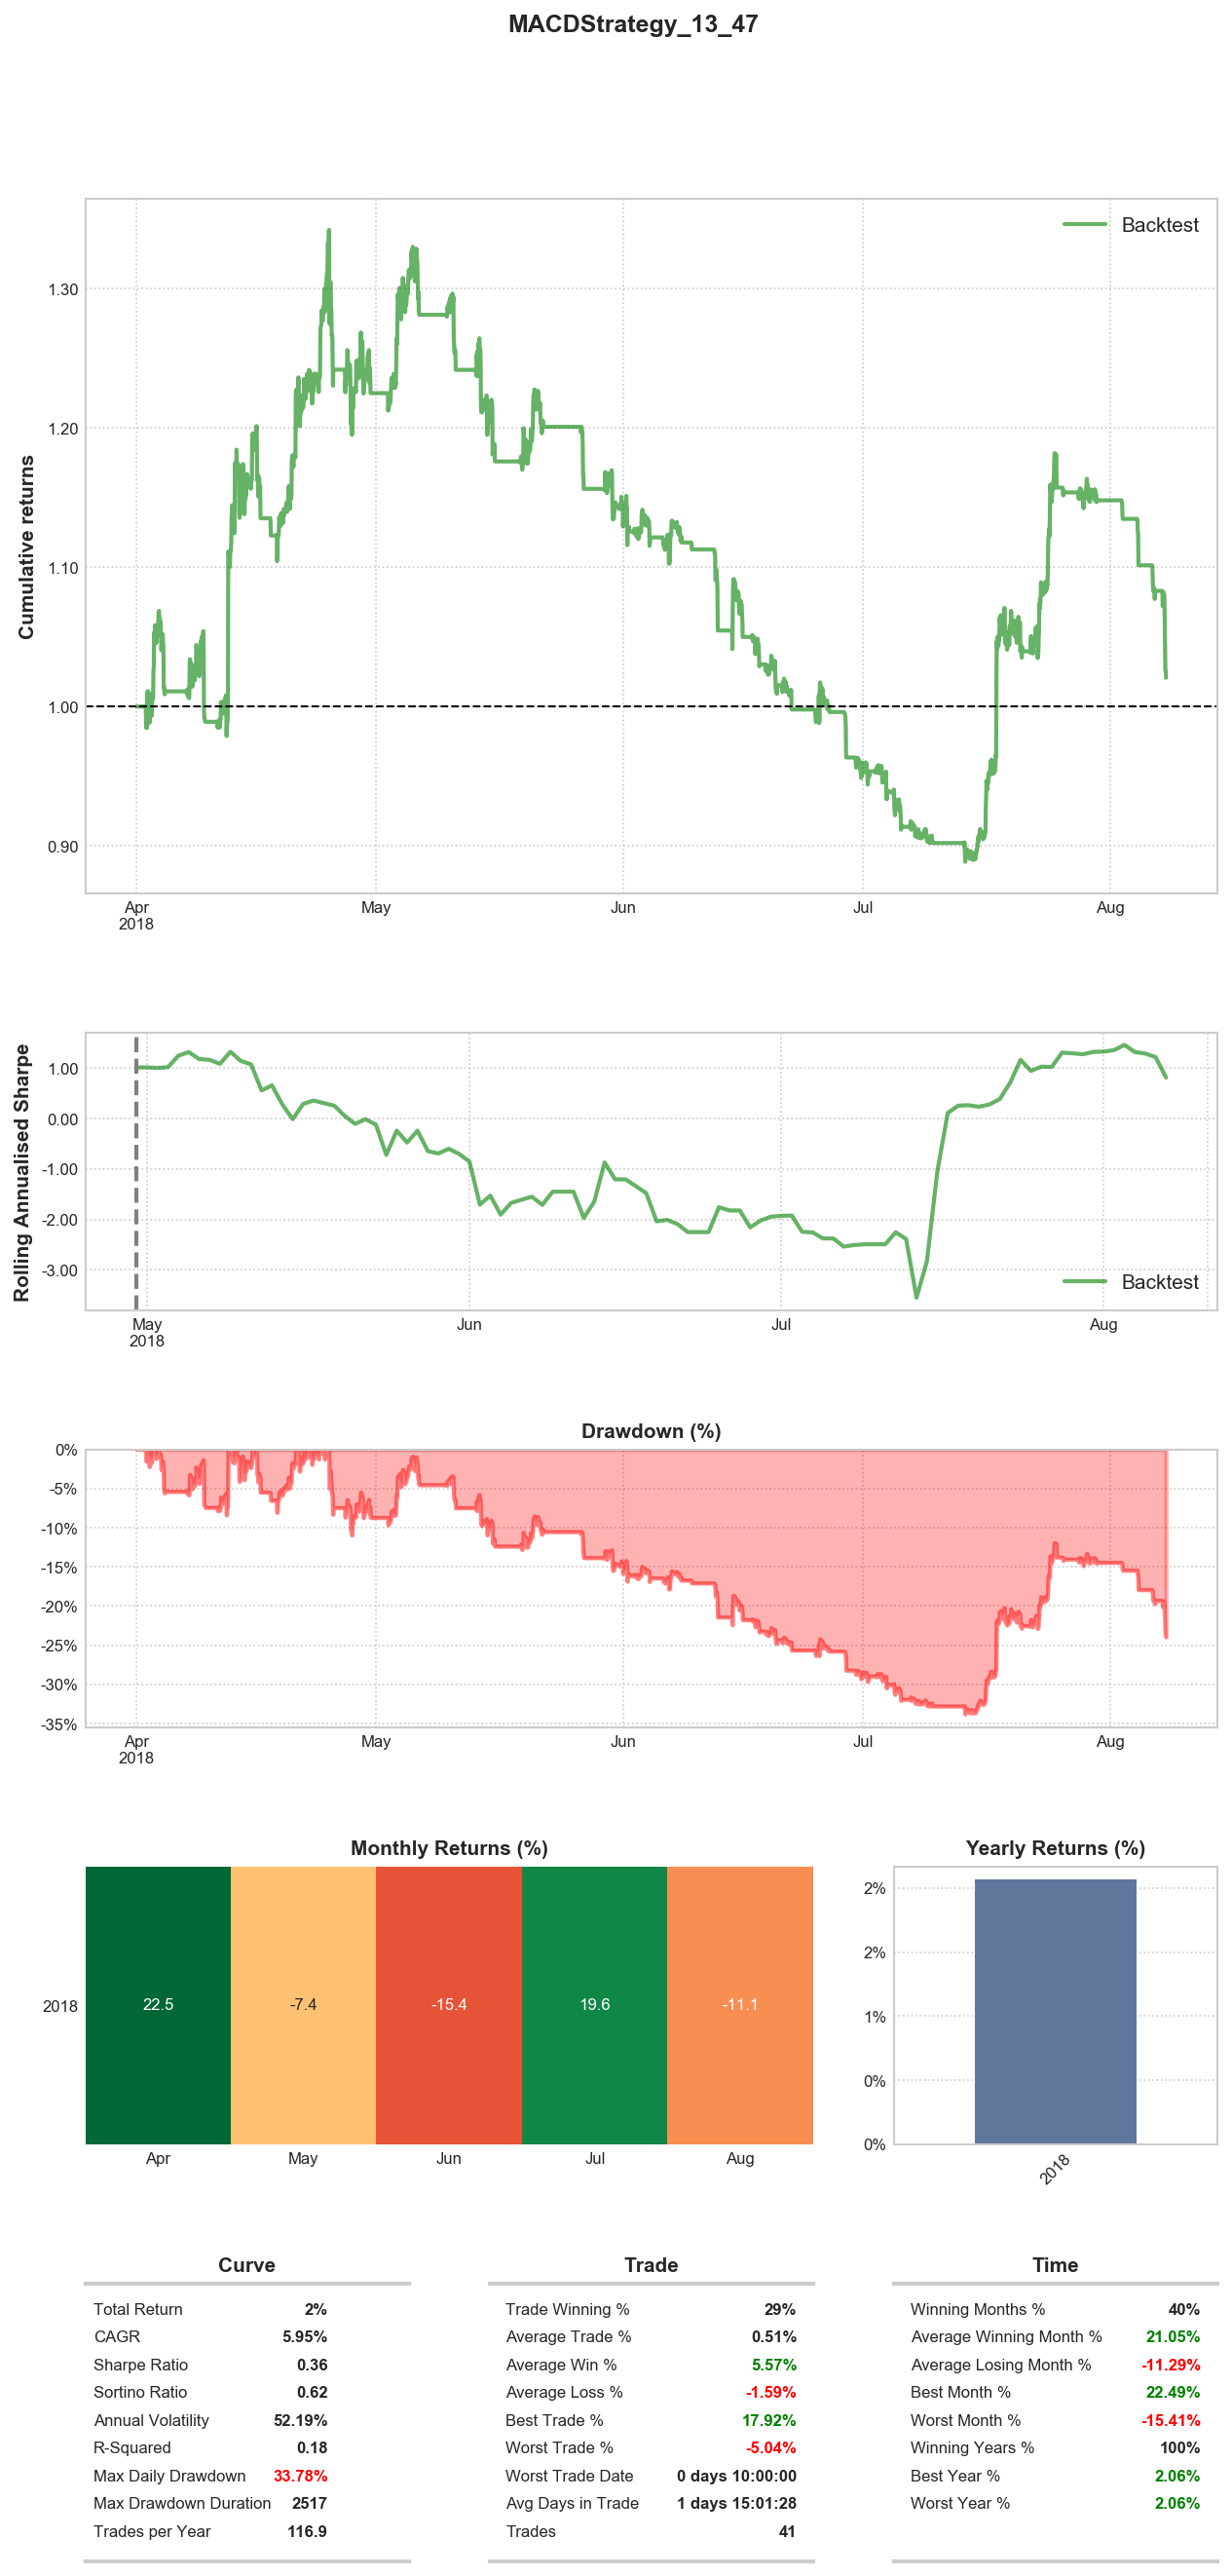 MACDStrategy_13_47
Backtest
Cumulative returns
1.30
1.20
1.10
1.00
0.90
Apr May Jun Jul Aug
2018
Rolling Annualised Sharpe
1.00
0.00
-1.00
-2.00
-3.00
Backtest
May Jun Jul Aug
2018
Drawdown (%)
0%
-5%
-10%
-15%
-20%
-25%
-30%
-35%
Apr May Jun Jul Aug
2018
Monthly Returns (%)
2018 22.5 -7.4 -15.4 19.6 -11.1
Apr May Jun Jul Aug
Yearly Returns (%)
2%
2%
1%
0%
0%
2018
Curve
Total Return 2%
CAGR 5.95%
Sharpe Ratio 0.36
Sortino Ratio 0.62
Annual Volatility 52.19%
R-Squared 0.18
Max Daily Drawdown 33.78%
Max Drawdown Duration 2517
Trades per Year 116.9
Trade
Trade Winning % 29%
Average Trade % 0.51%
Average Win % 5.57%
Average Loss % -1.59%
Best Trade % 17.92%
Worst Trade % -5.04%
Worst Trade Date 0 days 10:00:00
Avg Days in Trade 1 days 15:01:28
Trades 41
Time
Winning Months % 40%
Average Winning Month % 21.05%
Average Losing Month % -11.29%
Best Month % 22.49%
Worst Month % -15.41%
Winning Years % 100%
Best Year % 2.06%
Worst Year % 2.06%